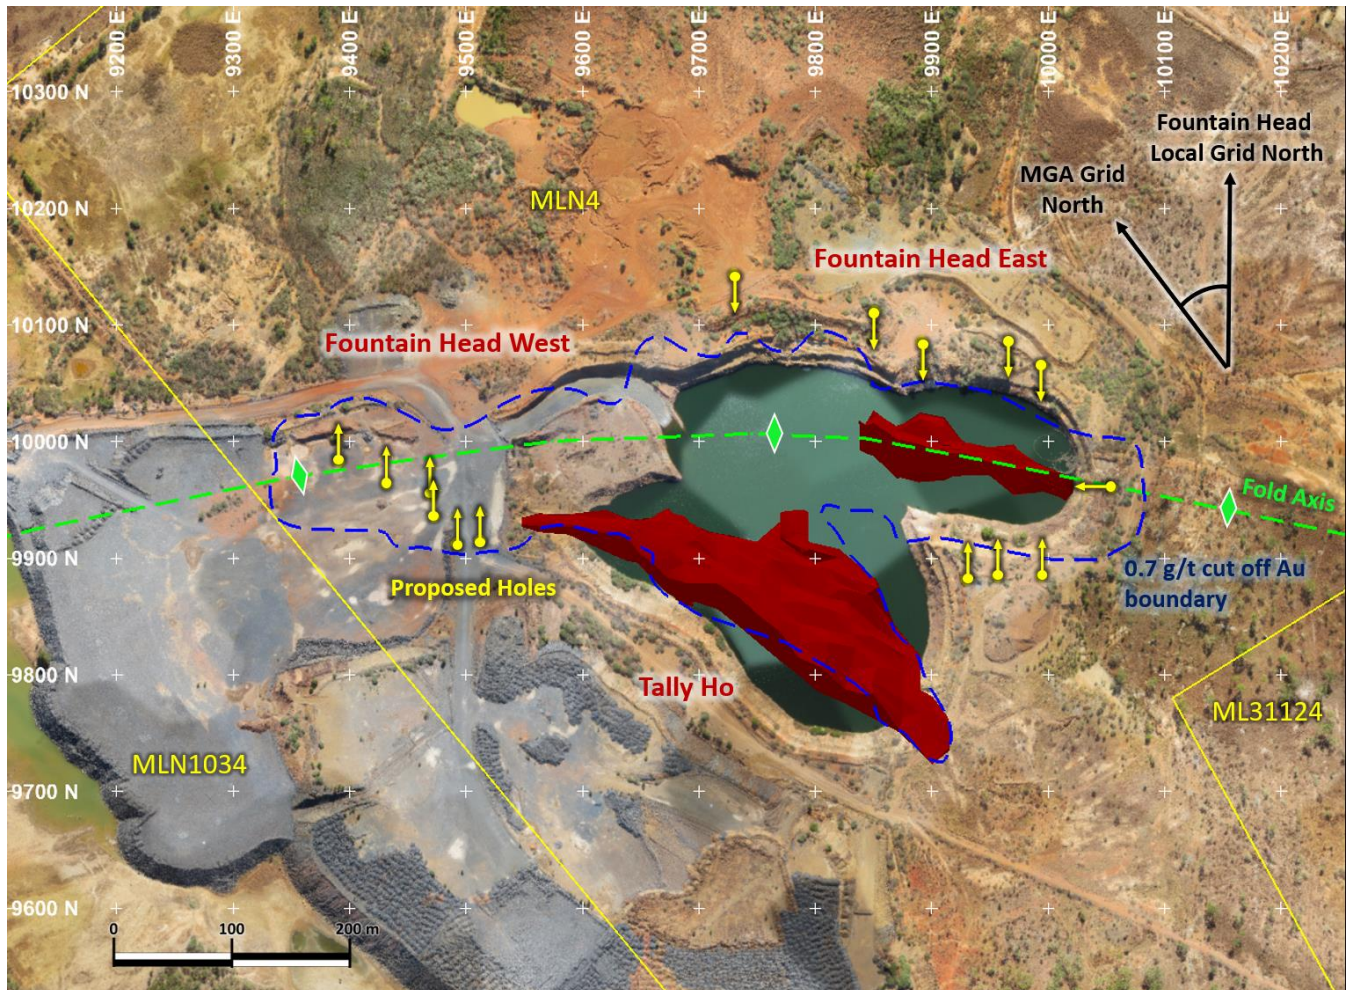 9200 E
9300 E
9400 E
9500 E
9600 E
9700 E
9800 E
9900 E
10000 E
10100 E
10200 E
10300 N
Fountain Head
Local Grid North
MGA Grid
North
MLN4
10200 N
Fountain Head East
10100 N
Fountain Head West
10000 N
Fold Axis
9900 N
Proposed Holes
0.7 g/t cut off Au
boundary
9800 N
Tally Ho
ML31124
MLN1034
9700 N
9600 N
0
100
200 m